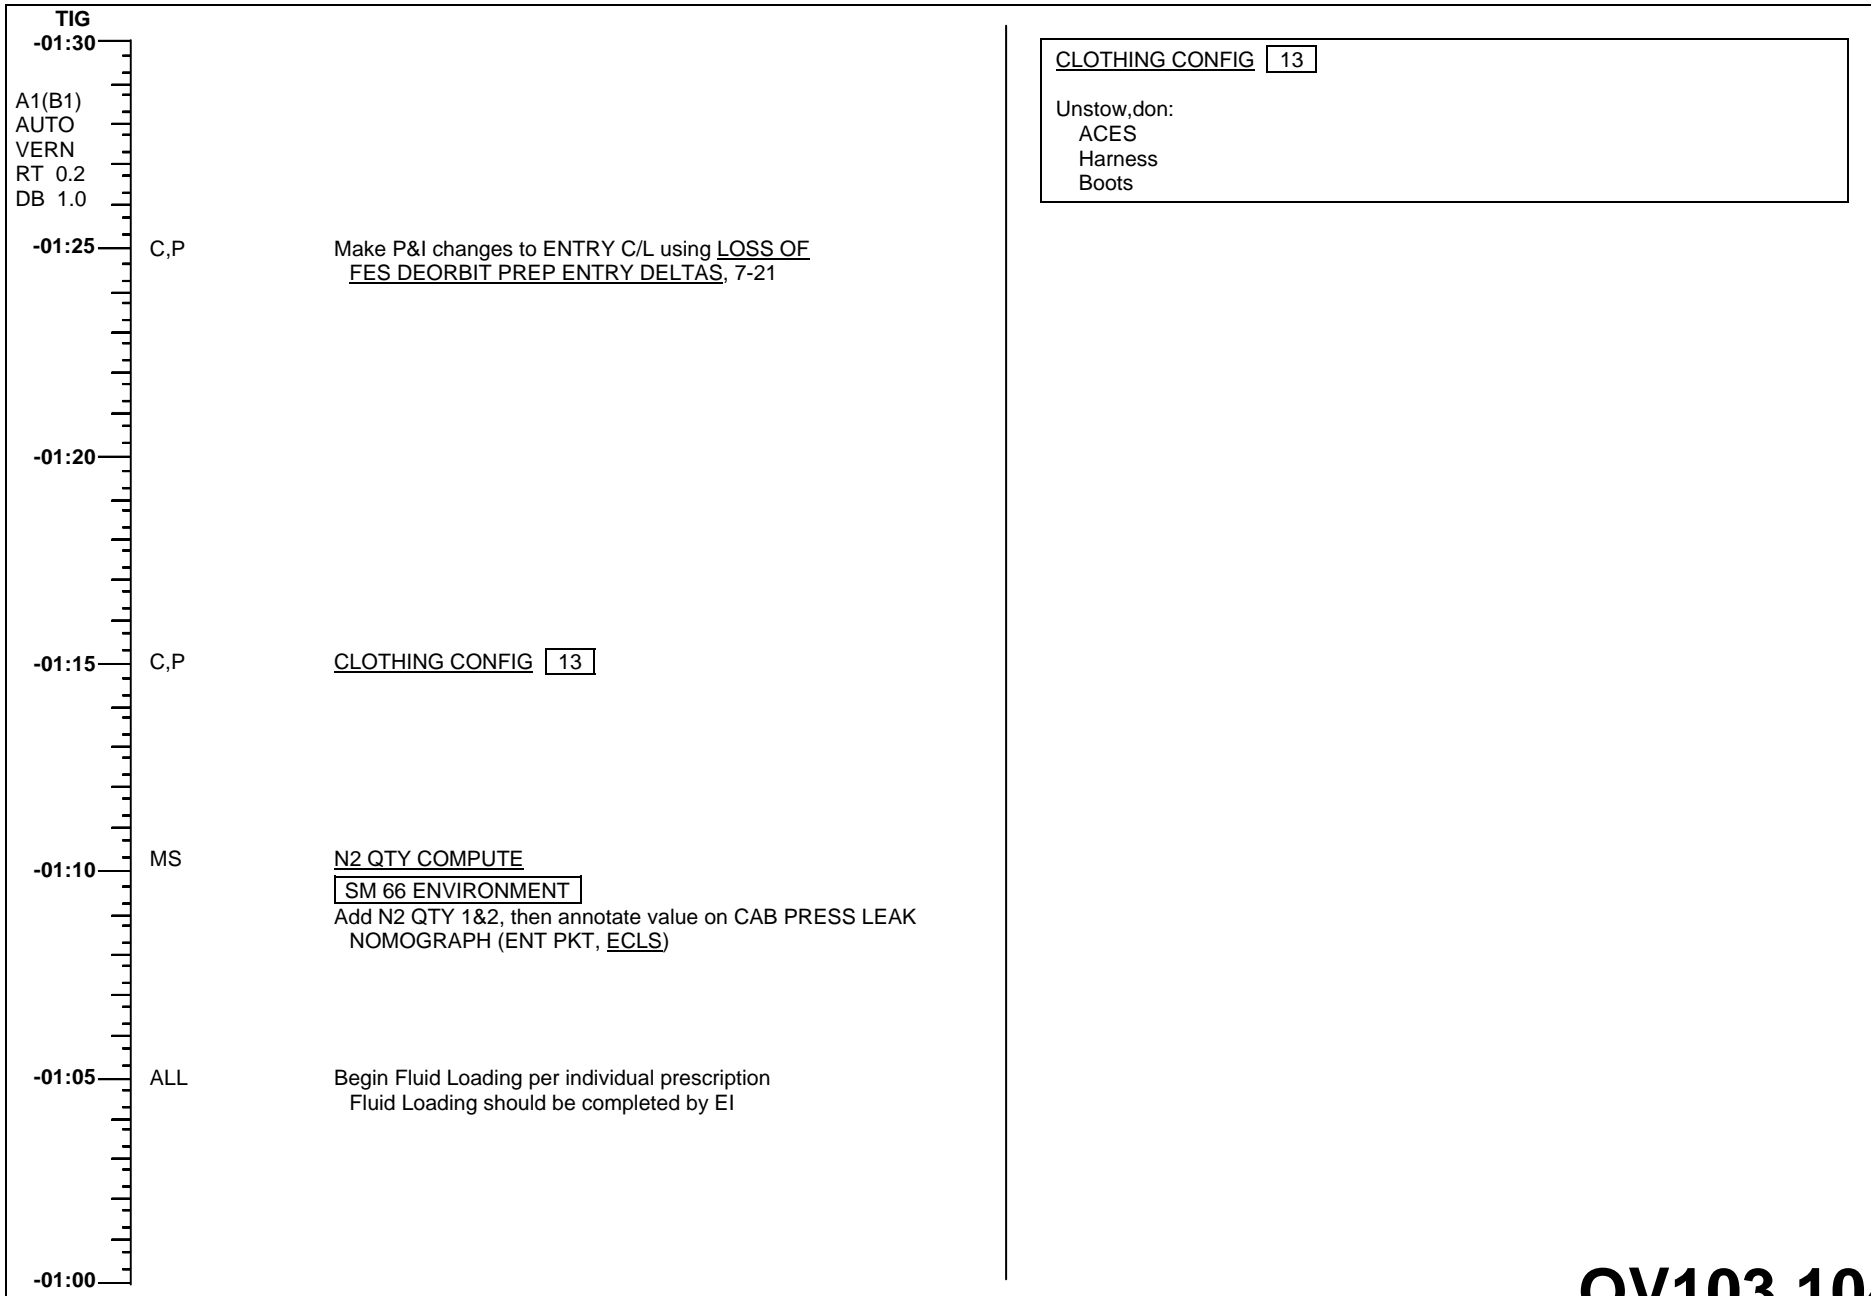 TIG
-01:30
A1(B1)
AUTO
VERN
RT 0.2
DB 1.0
-01:25 C,P Make P&I changes to ENTRY C/L using LOSS OF
FES DEORBIT PREP ENTRY DELTAS, 7-21
-01:20
-01:15 C,P CLOTHING CONFIG 13
-01:10 MS N2 QTY COMPUTE
SM 66 ENVIRONMENT
Add N2 QTY 1&2, then annotate value on CAB PRESS LEAK
NOMOGRAPH (ENT PKT, ECLS)
-01:05 ALL Begin Fluid Loading per individual prescription
Fluid Loading should be completed by EI
-01:00
CLOTHING CONFIG 13
Unstow,don:
ACES
Harness
Boots